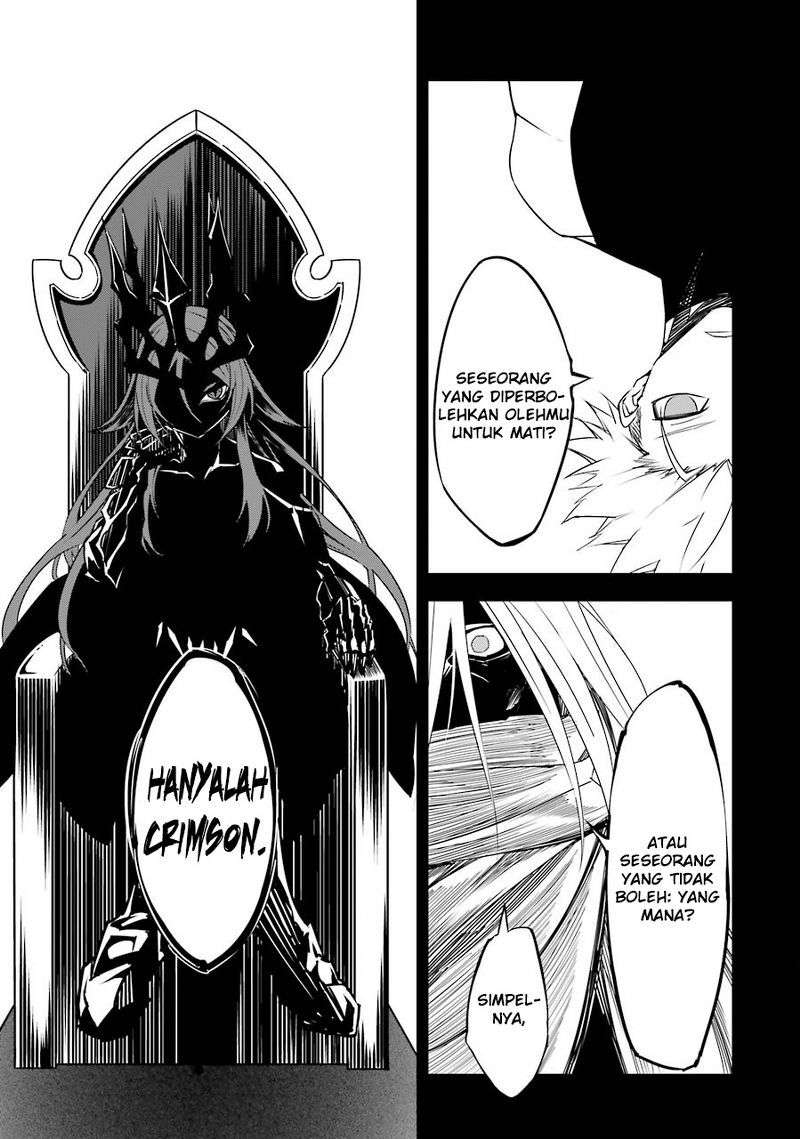 SESEORANG
YANG DIPERBO-
LEHKAN OLEHMU
UNTUK MATI?
ATAU
SESEORANG
YANG TIDAK
BOLEH: YANG
MANA?
SIMPEL-
NYA,
HANYALAH
CRIMSON.